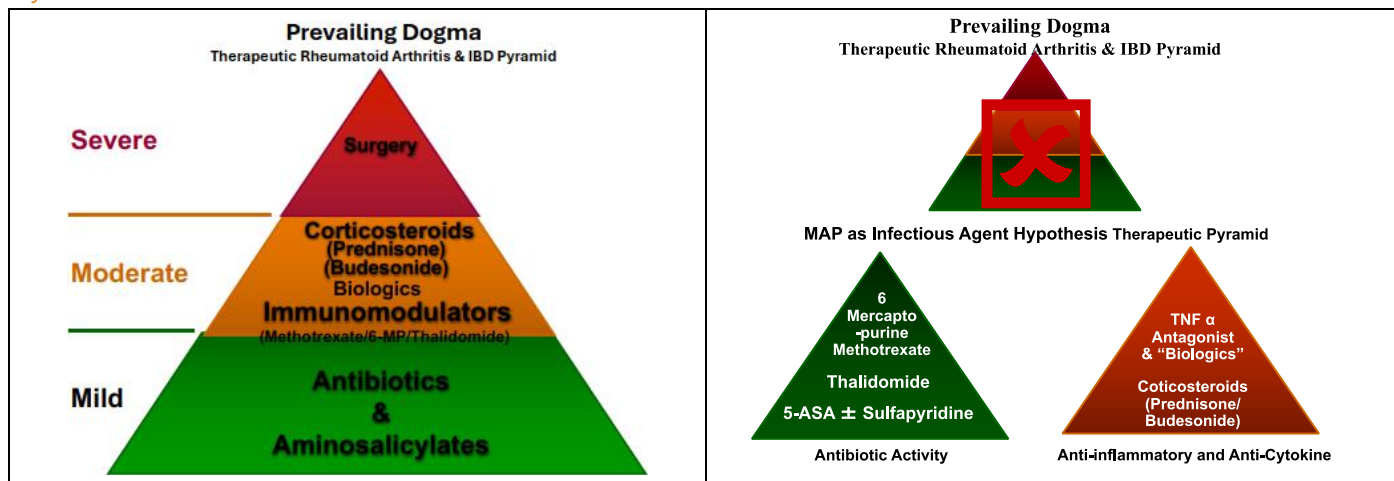 Prevailing Dogma
Therapeutic Rheumatoid Arthritis & IBD Pyramid
Severe
Surgery
Moderate
Corticosteroids
(Prednisone)
(Budesonide)
Biologics
Immunomodulators
(Methotrexate/6-MP/Thalidomide)
Mild
Antibiotics
&
Aminosalicylates
Prevailing Dogma
Therapeutic Rheumatoid Arthritis & IBD Pyramid
MAP as Infectious Agent Hypothesis Therapeutic Pyramid
6
Mercapto
-purine
Methotrexate
Thalidomide
5-ASA ± Sulfapyridine
Antibiotic Activity
TNF α
Antagonist
& “Biologics”
Coticosteroids
(Prednisone/
Budesonide)
Anti-inflammatory and Anti-Cytokine